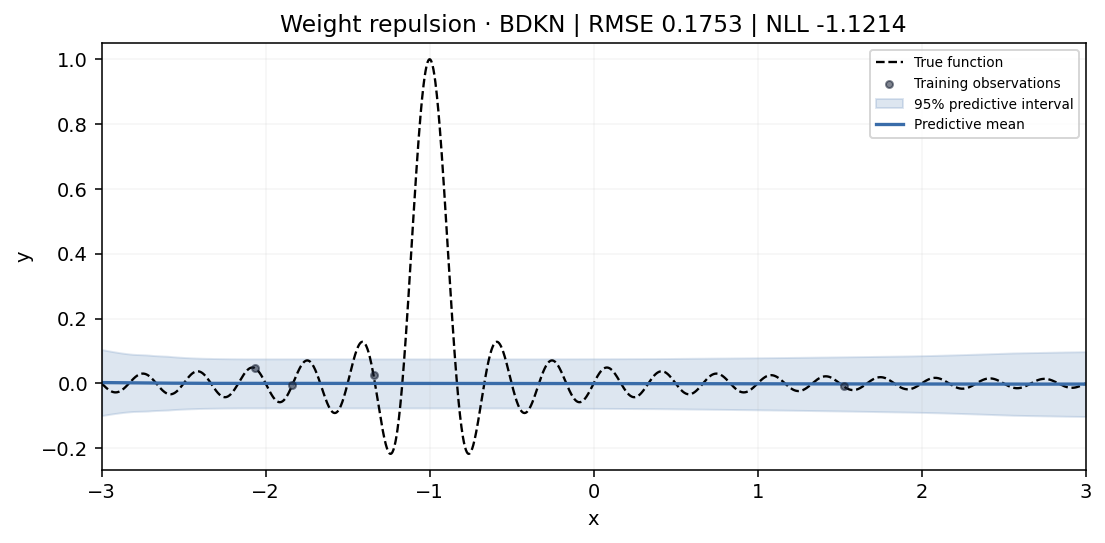 Weight repulsion · BDKN | RMSE 0.1753 | NLL -1.1214
True function
Training observations
95% predictive interval
Predictive mean
1.0
0.8
0.6
0.4
0.2
0.0
−0.2
y
−3
−2
−1
0
1
2
3
x